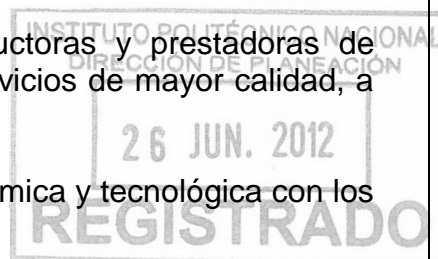 INSTITUTO POLITÉCNICO NACIONAL
uctoras y prestadoras de
DIRECCIÓN DE PLANEACIÓN
vicios de mayor calidad, a
26 JUN. 2012
mica y tecnológica con los
REGISTRADO